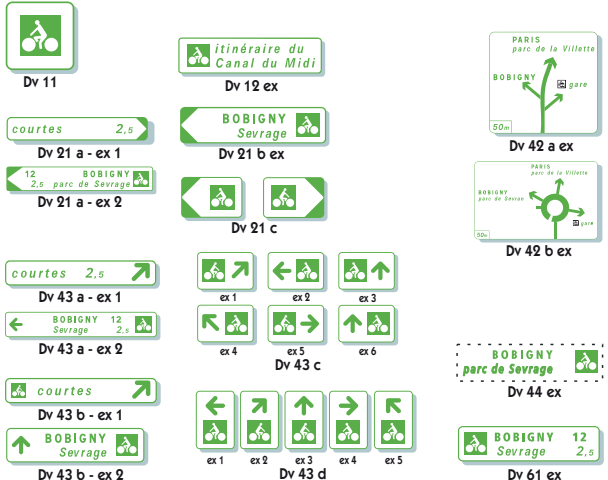 Dv 11
itinéraire du
Canal du Midi
Dv 12 ex
courtes 2,5
Dv 21 a - ex 1
12 BOBIGNY
2,5 parc de Sevrage
Dv 21 a - ex 2
BOBIGNY
Sevrage
Dv 21 b ex
Dv 21 c
PARIS
parc de la Villette
BOBIGNY
gare
50m
Dv 42 a ex
PARIS
parc de la Villette
BOBIGNY
parc de Sevran
gare
50m
Dv 42 b ex
courtes 2,5
Dv 43 a - ex 1
BOBIGNY 12
Sevrage 2,5
Dv 43 a - ex 2
courtes
Dv 43 b - ex 1
BOBIGNY
Sevrage
Dv 43 b - ex 2
ex 1 ex 2 ex 3
ex 4 ex 5 ex 6
Dv 43 c
ex 1 ex 2 ex 3 ex 4 ex 5
Dv 43 d
BOBIGNY
parc de Sevrage
Dv 44 ex
BOBIGNY 12
Sevrage 2,5
Dv 61 ex